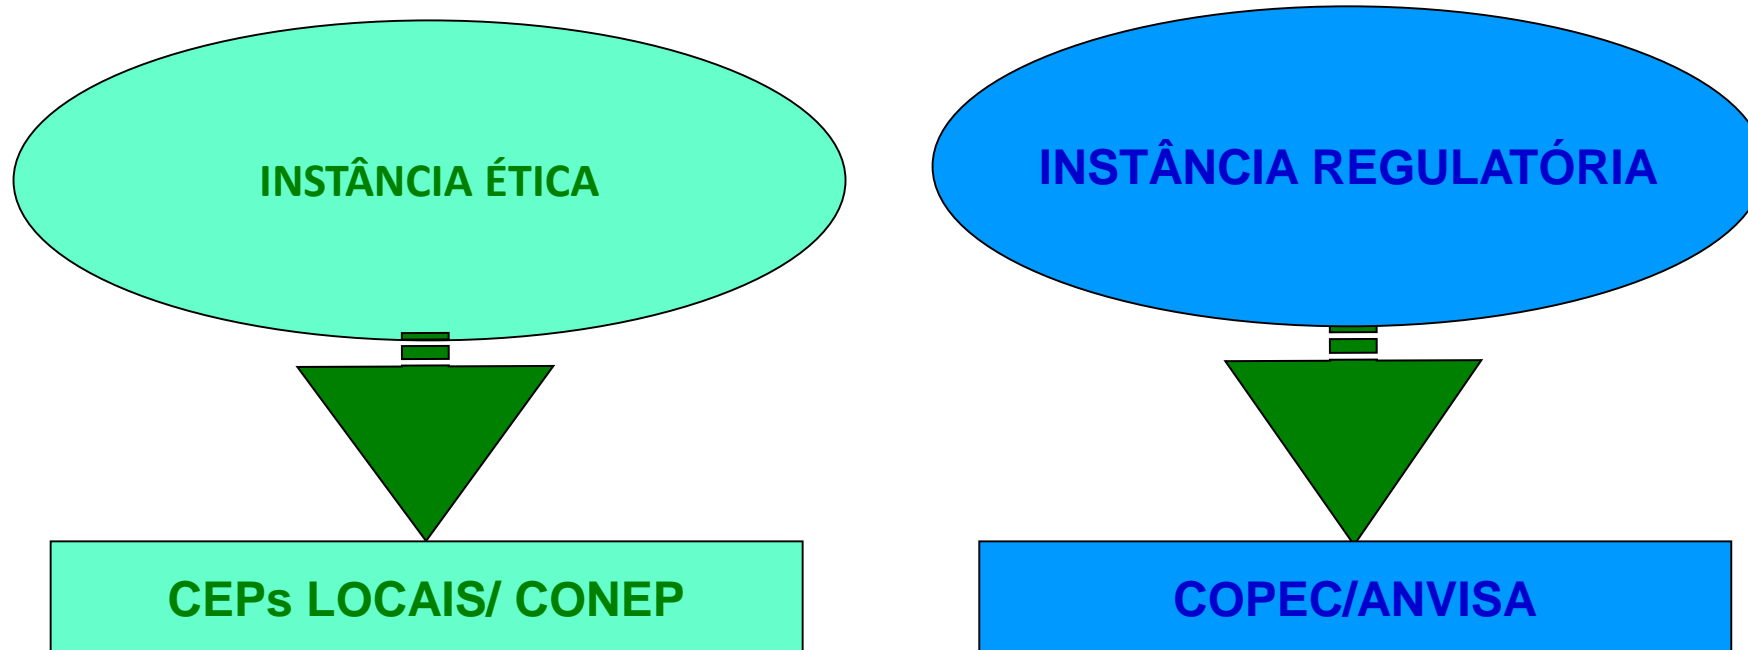 INSTÂNCIA ÉTICA
INSTÂNCIA REGULATÓRIA
CEPs LOCAIS/ CONEP
COPEC/ANVISA